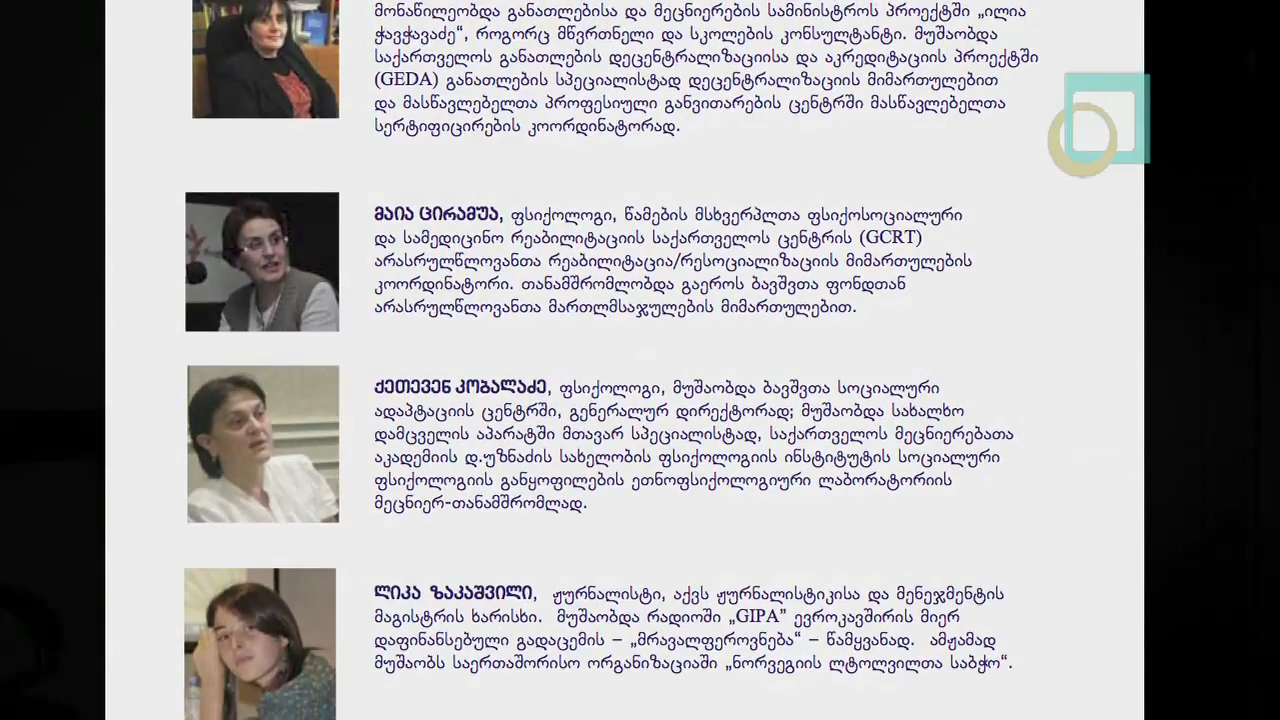 მონაწილეობდა განათლებისა და მეცნიერების სამინისტროს პროექტში „ილია
ჭავჭავაძე“, როგორც მწვრთნელი და სკოლების კონსულტანტი. მუშაობდა
საქართველოს განათლების დეცენტრალიზაციისა და აკრედიტაციის პროექტში
(GEDA) განათლების სპეციალისტად დეცენტრალიზაციის მიმართულებით
და მასწავლებელთა პროფესიული განვითარების ცენტრში მასწავლებელთა
სერტიფიცირების კოორდინატორად.
მაია ცირამუა, ფსიქოლოგი, წამების მსხვერპლთა ფსიქოსოციალური
და სამედიცინო რეაბილიტაციის საქართველოს ცენტრის (GCRT)
არასრულწლოვანთა რეაბილიტაცია/რესოციალიზაციის მიმართულების
კოორდინატორი. თანამშრომლობდა გაეროს ბავშვთა ფონდთან
არასრულწლოვანთა მართლმსაჯულების მიმართულებით.
ქეთევენ კობალაძე, ფსიქოლოგი, მუშაობდა ბავშვთა სოციალური
ადაპტაციის ცენტრში, გენერალურ დირექტორად; მუშაობდა სახალხო
დამცველის აპარატში მთავარ სპეციალისტად, საქართველოს მეცნიერებათა
აკადემიის დ.უზნაძის სახელობის ფსიქოლოგიის ინსტიტუტის სოციალური
ფსიქოლოგიის განყოფილების ეთნოფსიქოლოგიური ლაბორატორიის
მეცნიერ-თანამშრომლად.
ლიკა ზაკაშვილი, ჟურნალისტი, აქვს ჟურნალისტიკისა და მენეჯმენტის
მაგისტრის ხარისხი. მუშაობდა რადიოში „GIPA” ევროკავშირის მიერ
დაფინანსებული გადაცემის – „მრავალფეროვნება“ – წამყვანად. ამჟამად
მუშაობს საერთაშორისო ორგანიზაციაში „ნორვეგიის ლტოლვილთა საბჭო“.